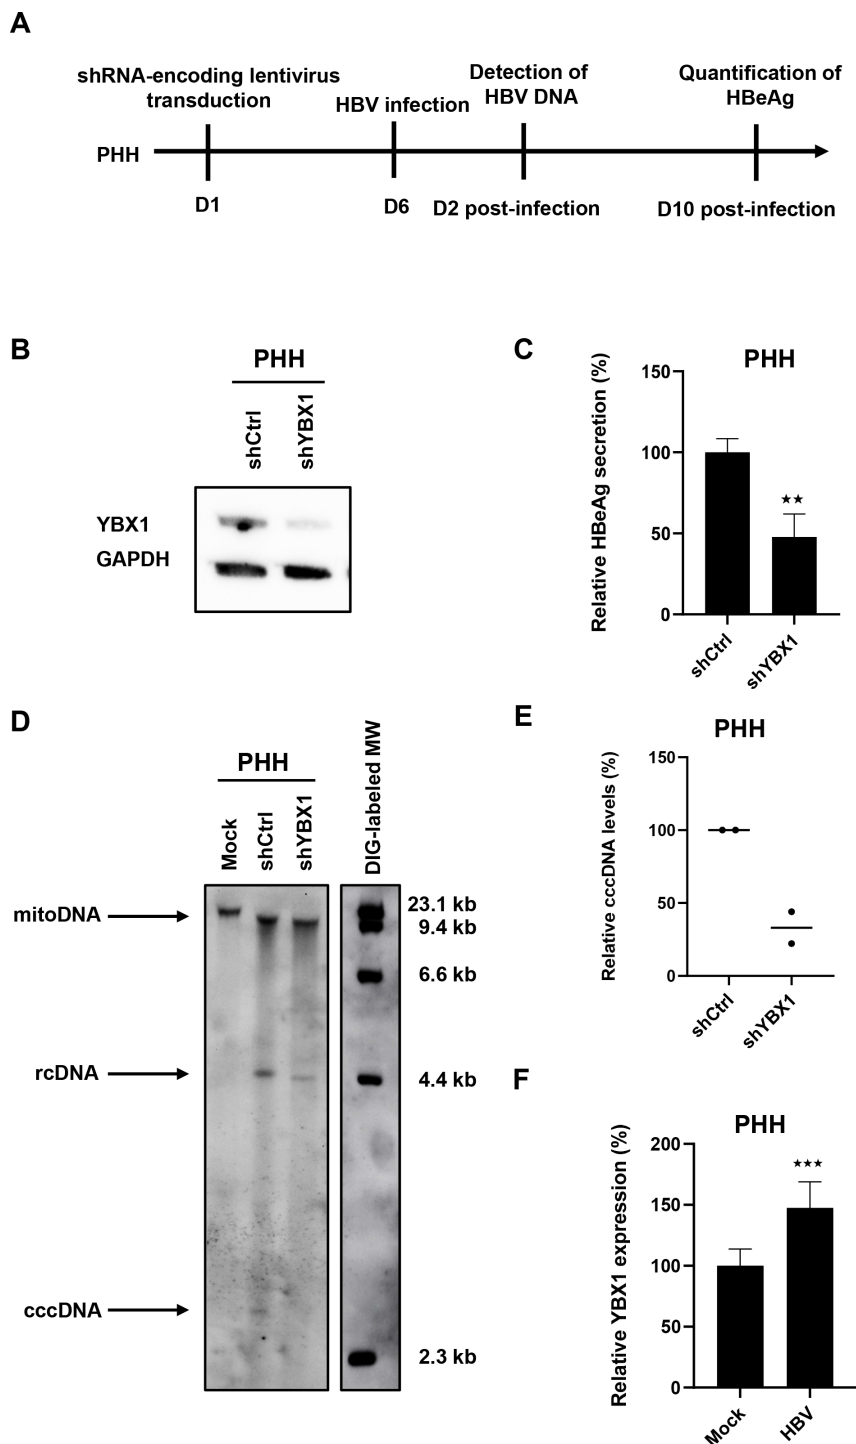 A
shRNA-encoding lentivirus
transduction
HBV infection
Detection of
HBV DNA
Quantification of
HBeAg
PHH
D1
D6
D2 post-infection
D10 post-infection
B
PHH
shCtrl
shYBX1
YBX1
GAPDH
C
PHH
Relative HBeAg secretion (%)
150
100
50
0
★★
shCtrl
shYBX1
D
PHH
Mock
shCtrl
shYBX1
DIG-labeled MW
mitoDNA
rcDNA
cccDNA
23.1 kb
9.4 kb
6.6 kb
4.4 kb
2.3 kb
E
PHH
Relative cccDNA levels (%)
150
100
50
0
shCtrl
shYBX1
F
PHH
Relative YBX1 expression (%)
200
150
100
50
0
★★★
Mock
HBV